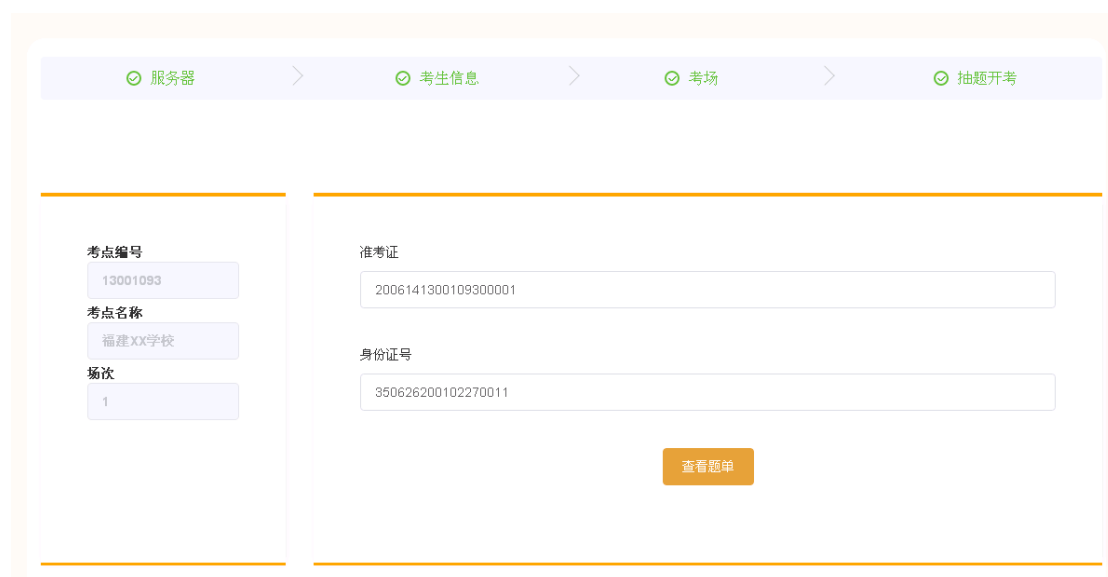 服务器
考生信息
考场
抽题开考
考点编号
13001093
考点名称
福建XX学校
场次
1
准考证
2006141300109300001
身份证号
350626200102270011
查看题单